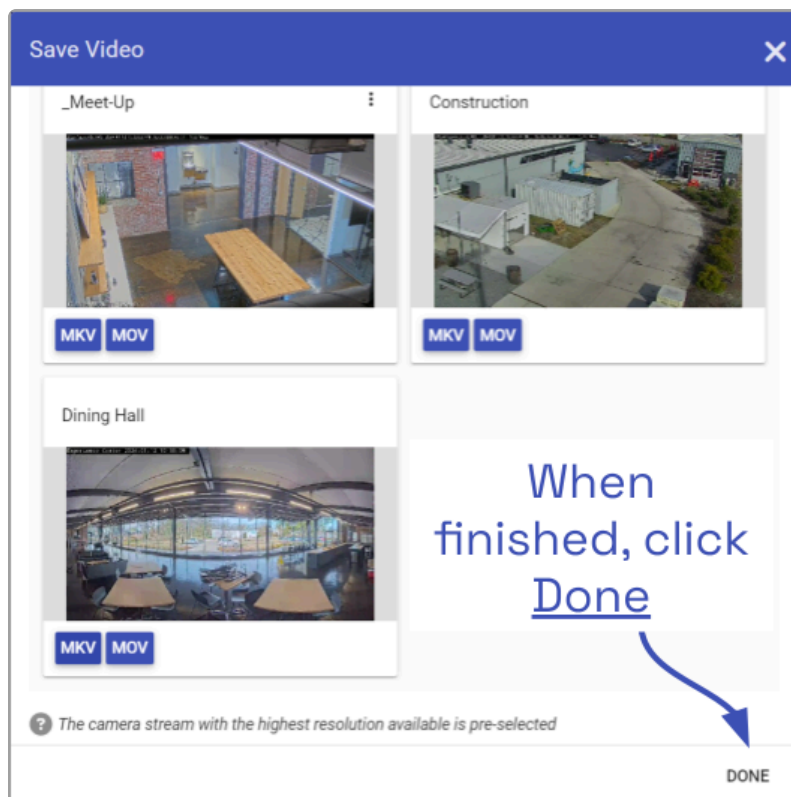 Save Video
_Meet-Up
Construction
MKV MOV
MKV MOV
Dining Hall
MKV MOV
When
finished, click
Done
The camera stream with the highest resolution available is pre-selected
DONE